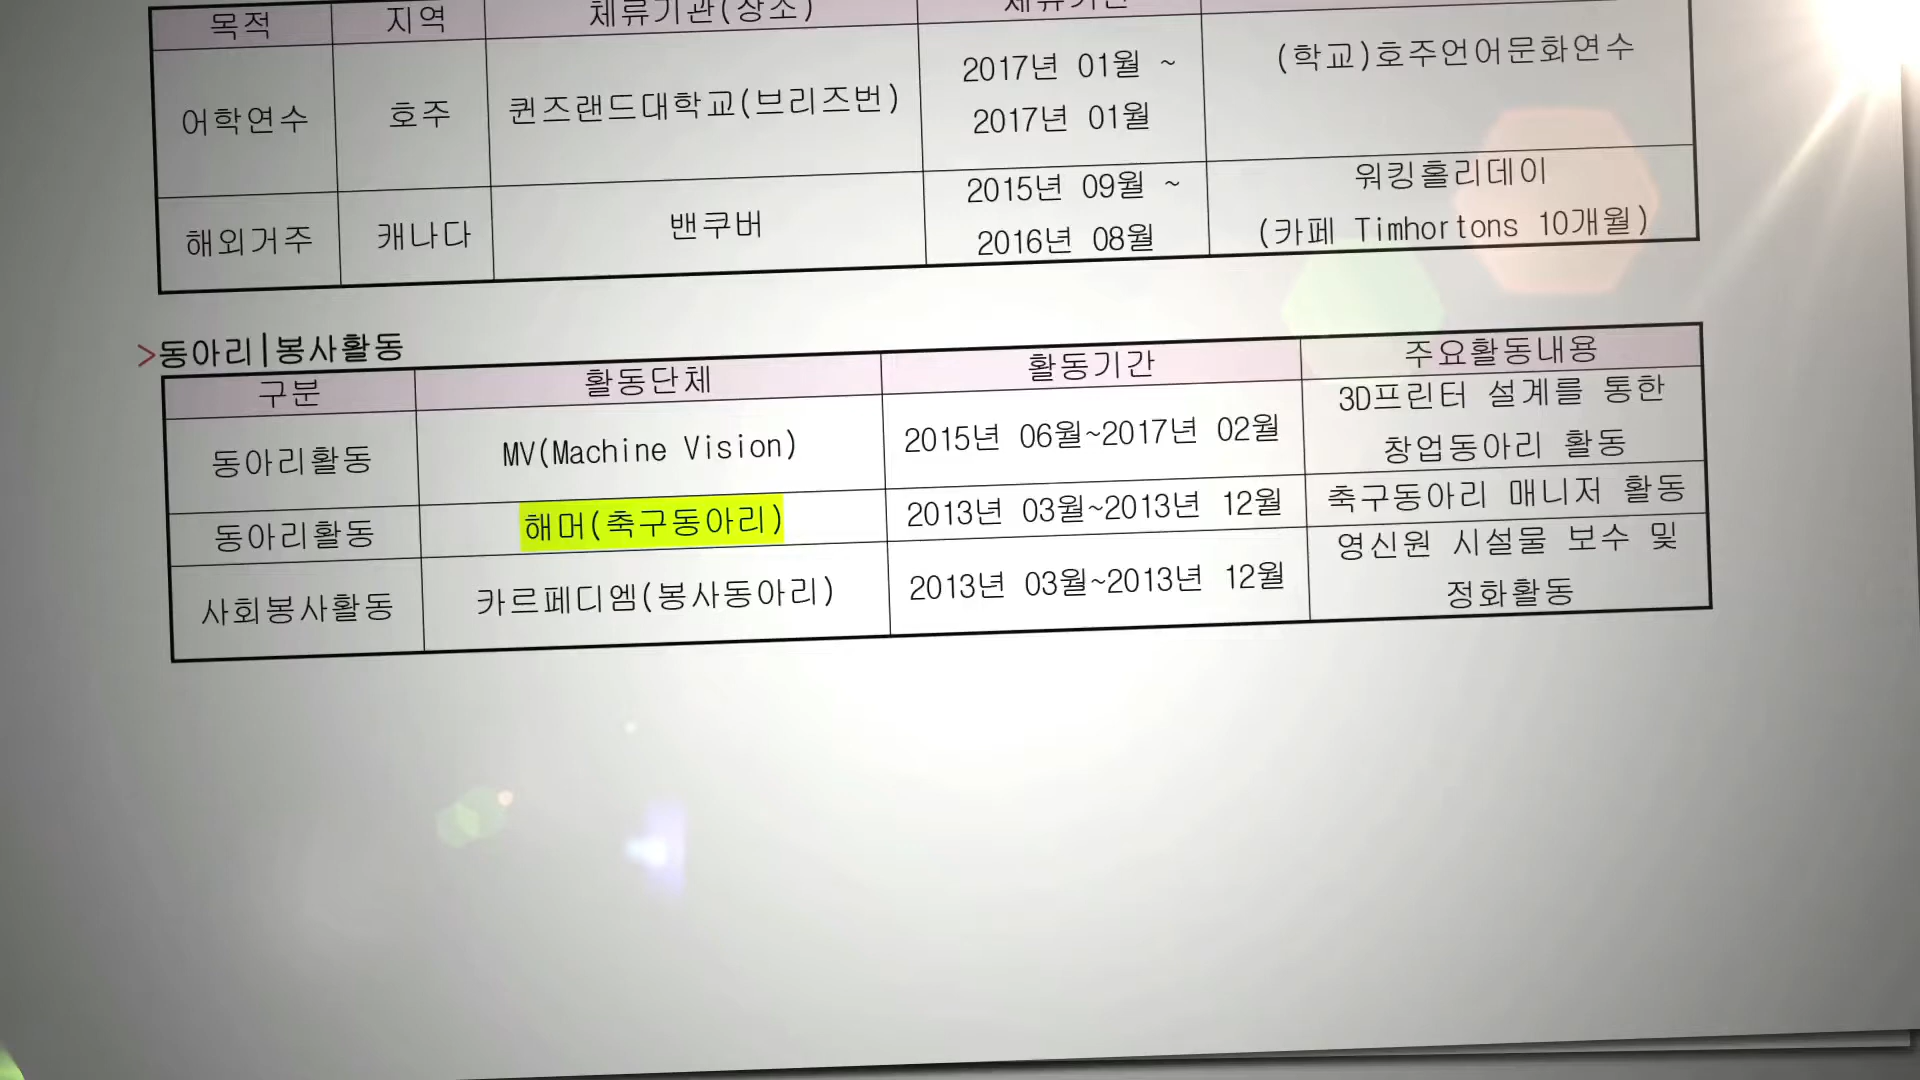 목적 지역 체류기관(장소) 체류기간
어학연수 호주 퀸즈랜드대학교(브리즈번) 2017년 01월 ~ (학교)호주언어문화연수
2017년 01월
해외거주 캐나다 밴쿠버 2015년 09월 ~ 워킹홀리데이
2016년 08월 (카페 Timhortons 10개월)
>동아리|봉사활동
구분 활동단체 활동기간 주요활동내용
동아리활동 MV(Machine Vision) 2015년 06월~2017년 02월 3D프린터 설계를 통한
창업동아리 활동
동아리활동 해머(축구동아리) 2013년 03월~2013년 12월 축구동아리 매니저 활동
사회봉사활동 카르페디엠(봉사동아리) 2013년 03월~2013년 12월 영신원 시설물 보수 및
정화활동